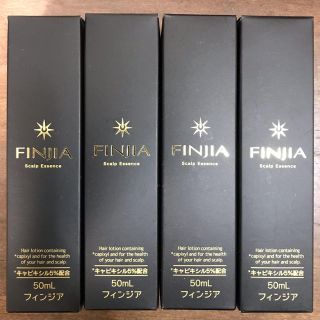 FINJIA
Scalp Essence
Hair lotion containing
*capixyl and for the health
of your hair and scalp.
*キャピキシル5%配合
50mL
フィンジア
FINJIA
Scalp Essence
Hair lotion containing
*capixyl and for the health
of your hair and scalp.
*キャピキシル5%配合
50mL
フィンジア
FINJIA
Scalp Essence
Hair lotion containing
*capixyl and for the health
of your hair and scalp.
*キャピキシル5%配合
50mL
フィンジア
FINJIA
Scalp Essence
Hair lotion containing
*capixyl and for the health
of your hair and scalp.
*キャピキシル5%配合
50mL
フィンジア